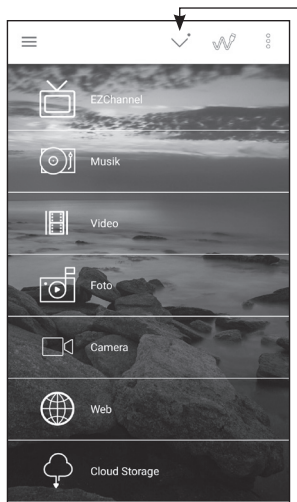 EZChannel
Musik
Video
Foto
Camera
Web
Cloud Storage